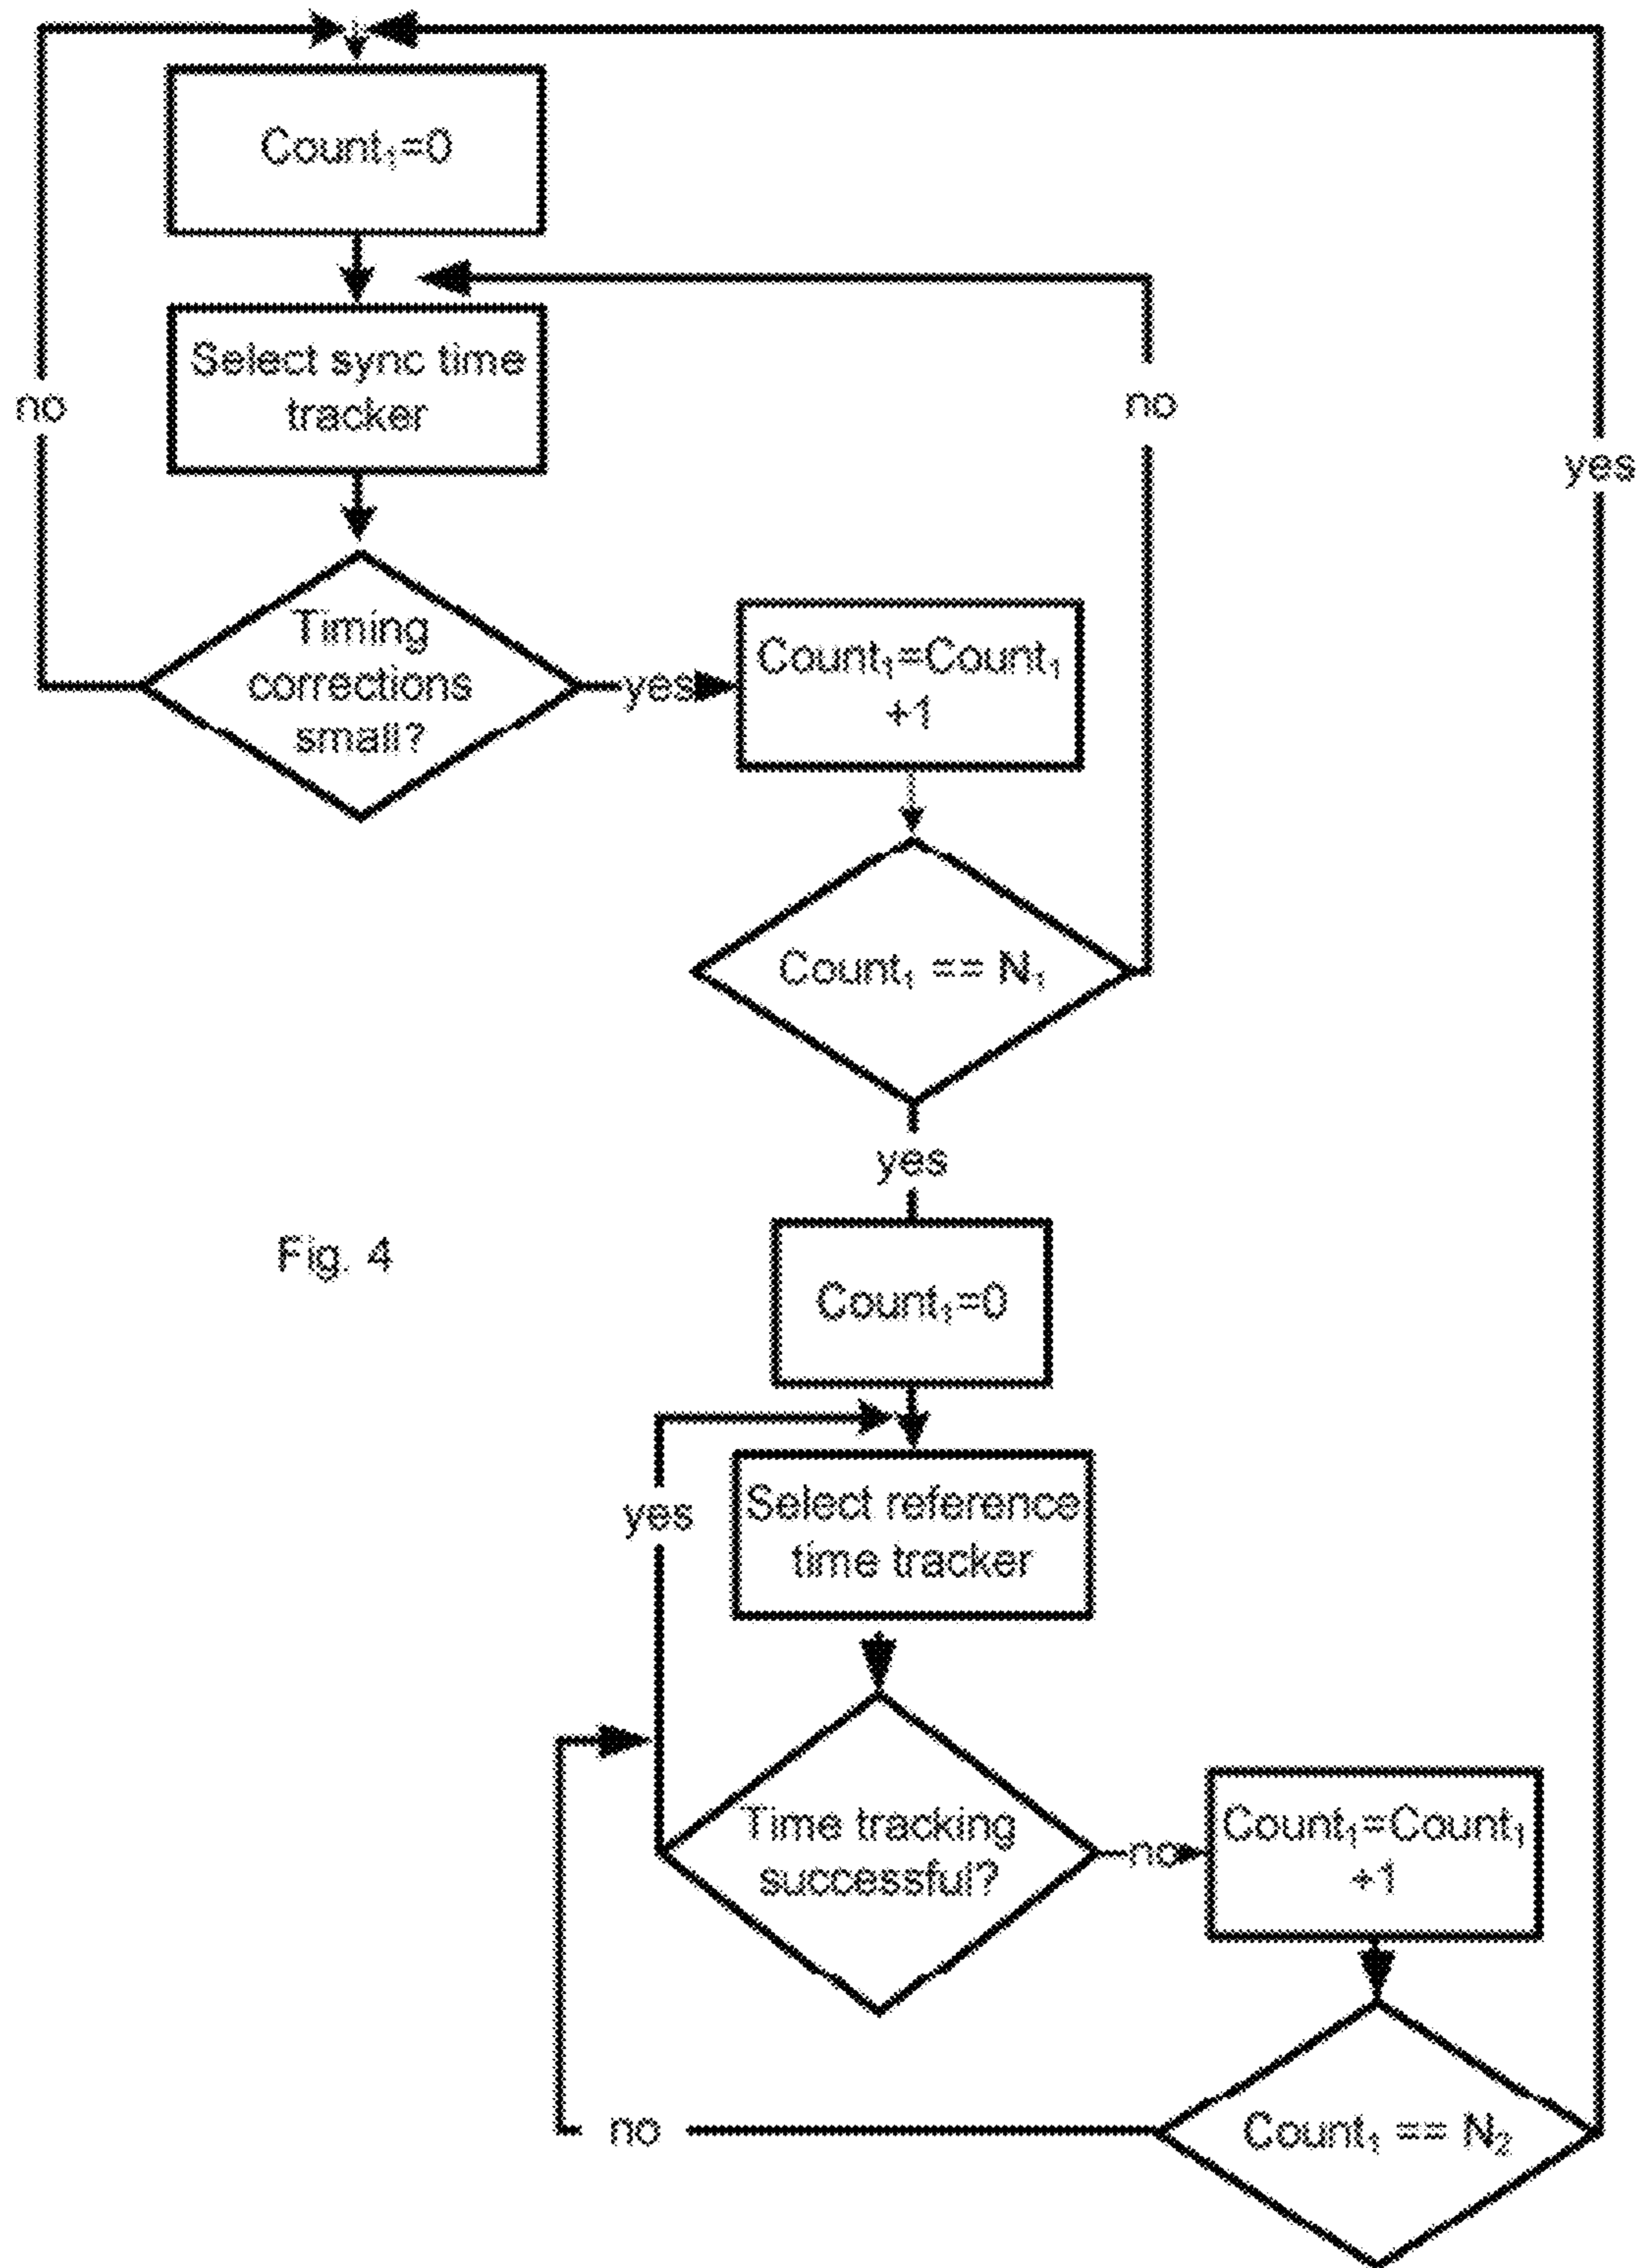 Count₁=0
Select sync time
tracker
no
no
yes
Timing
corrections
small?
yes
Count₁=Count₁
+1
Count₁ == N₁
yes
Fig. 4
Count₁=0
yes
Select reference
time tracker
Time tracking
successful?
no
Count₁=Count₁
+1
no
Count₁ == N₂